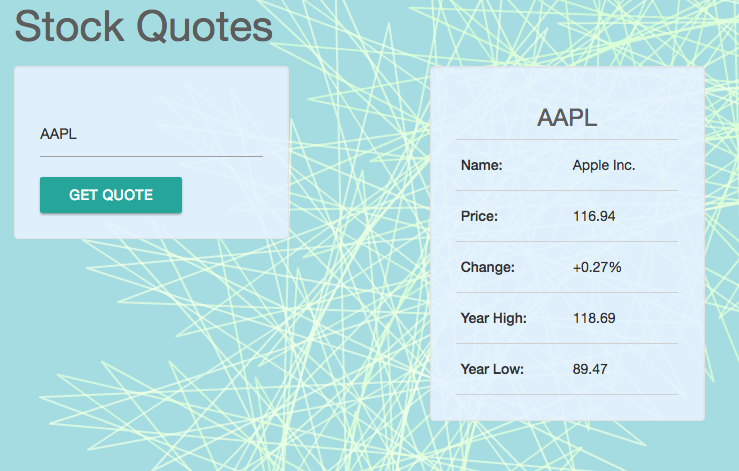 Stock Quotes
AAPL
GET QUOTE
AAPL
Name: Apple Inc.
Price: 116.94
Change: +0.27%
Year High: 118.69
Year Low: 89.47